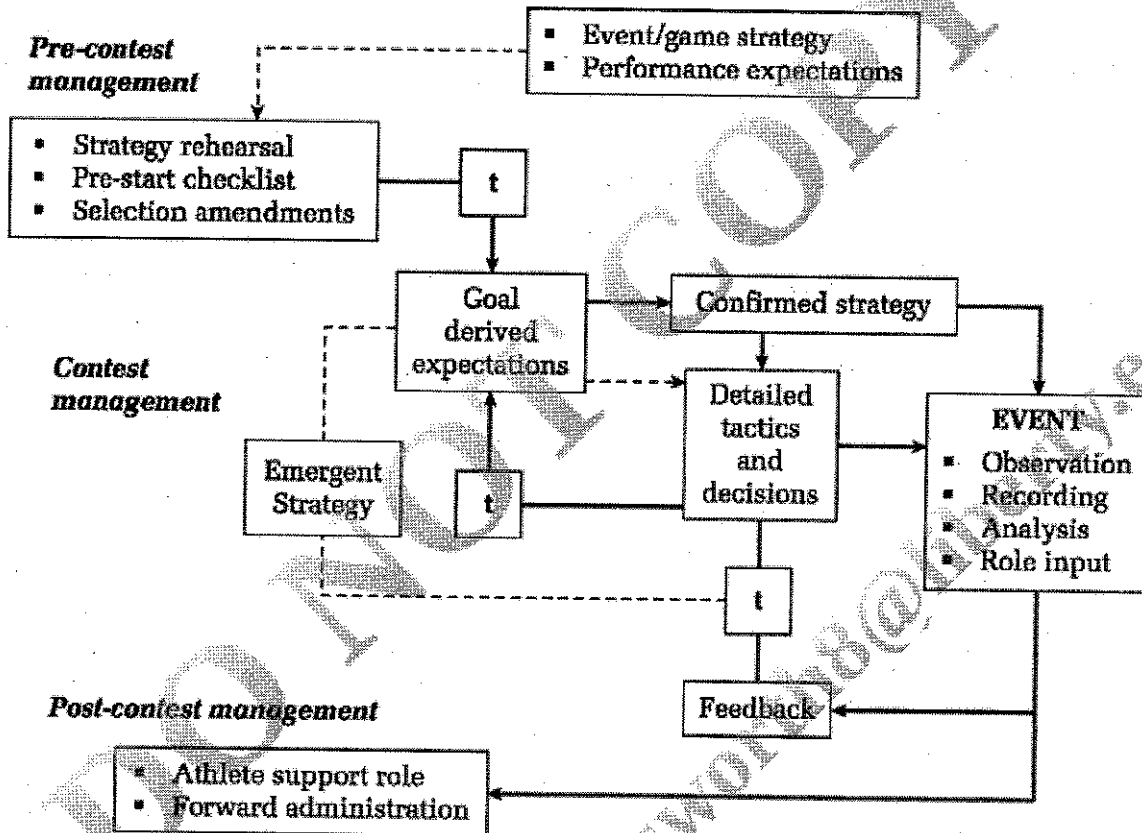 Pre-contest
management
▪ Event/game strategy
▪ Performance expectations
▪ Strategy rehearsal
▪ Pre-start checklist
▪ Selection amendments
t
Goal
derived
expectations
Confirmed strategy
Contest
management
Detailed
tactics
and
decisions
EVENT
▪ Observation
▪ Recording
▪ Analysis
▪ Role input
Emergent
Strategy
t
t
Feedback
Post-contest management
▪ Athlete support role
▪ Forward administration